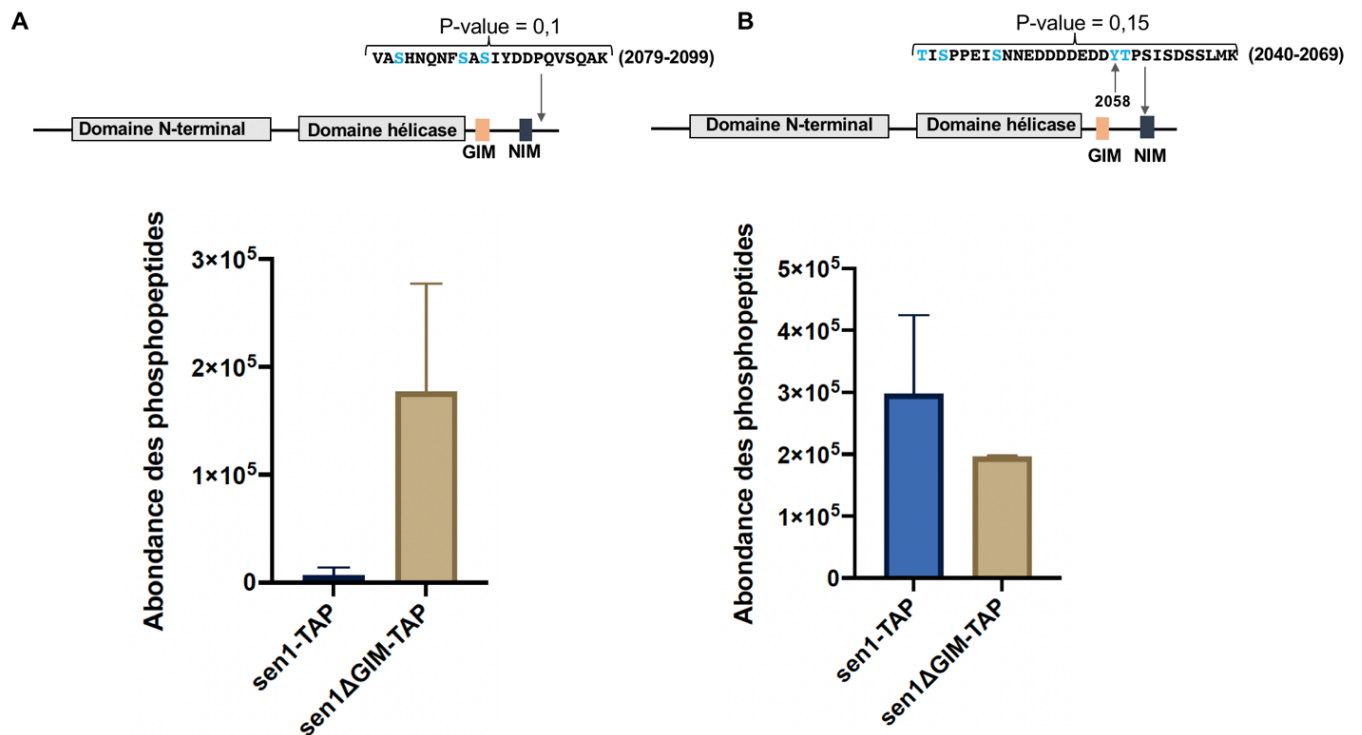 A
P-value = 0,1
VASHNQNFSASIYDDPQVSQAK (2079-2099)
Domaine N-terminal
Domaine hélicase
GIM
NIM
Abondance des phosphopeptides
3×10⁵
2×10⁵
1×10⁵
0
sen1-TAP
sen1ΔGIM-TAP
B
P-value = 0,15
TISPPEISNNEDDDDEDDYTPSISDSSLMK (2040-2069)
2058
Domaine N-terminal
Domaine hélicase
GIM
NIM
Abondance des phosphopeptides
5×10⁵
4×10⁵
3×10⁵
2×10⁵
1×10⁵
0
sen1-TAP
sen1ΔGIM-TAP